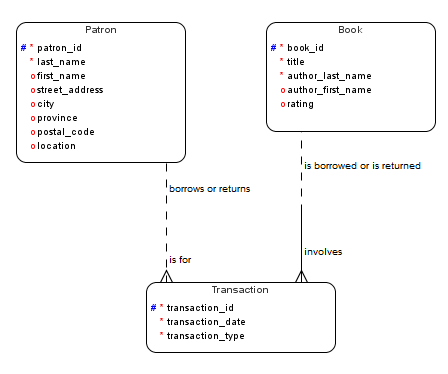 Patron
# * patron_id
* last_name
o first_name
o street_address
o city
o province
o postal_code
o location
Book
# * book_id
* title
* author_last_name
o author_first_name
o rating
borrows or returns
is for
is borrowed or is returned
involves
Transaction
# * transaction_id
* transaction_date
* transaction_type